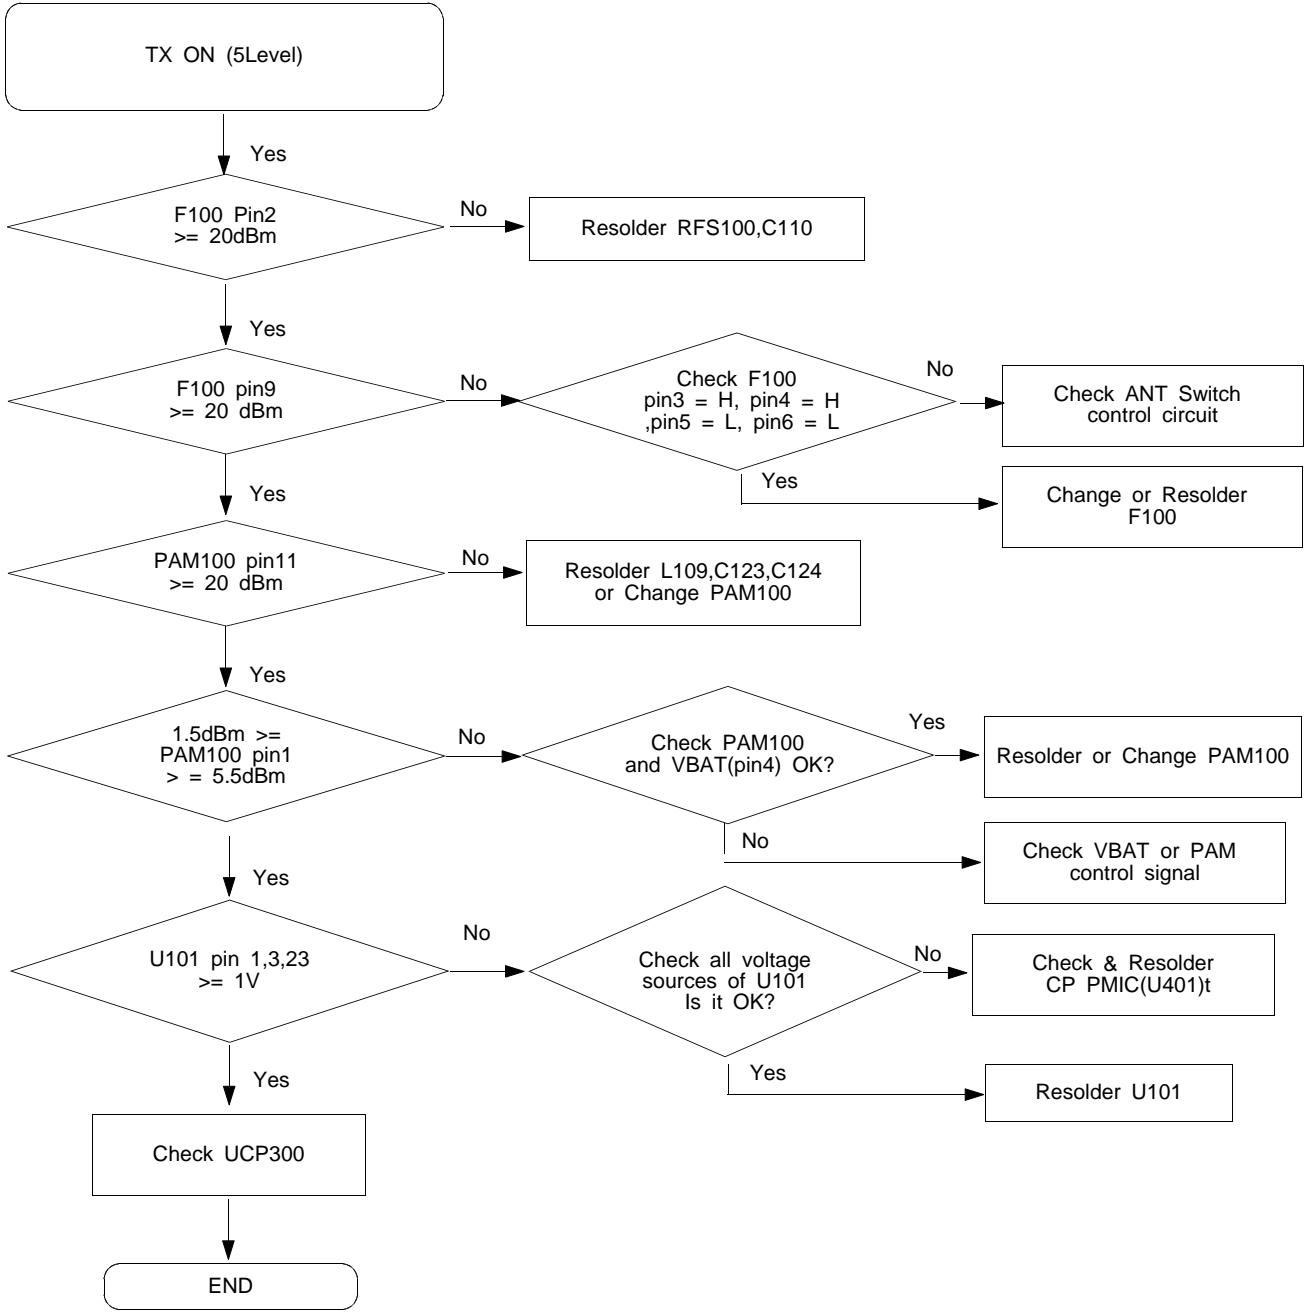 TX ON (5Level)
Yes
F100 Pin2
>= 20dBm
No
Resolder RFS100,C110
Yes
F100 pin9
>= 20 dBm
No
Check F100
pin3 = H, pin4 = H
,pin5 = L, pin6 = L
No
Check ANT Switch
control circuit
Yes
Change or Resolder
F100
Yes
PAM100 pin11
>= 20 dBm
No
Resolder L109,C123,C124
or Change PAM100
Yes
1.5dBm >=
PAM100 pin1
> = 5.5dBm
No
Check PAM100
and VBAT(pin4) OK?
Yes
Resolder or Change PAM100
No
Check VBAT or PAM
control signal
Yes
U101 pin 1,3,23
>= 1V
No
Check all voltage
sources of U101
Is it OK?
No
Check & Resolder
CP PMIC(U401)t
Yes
Resolder U101
Yes
Check UCP300
END